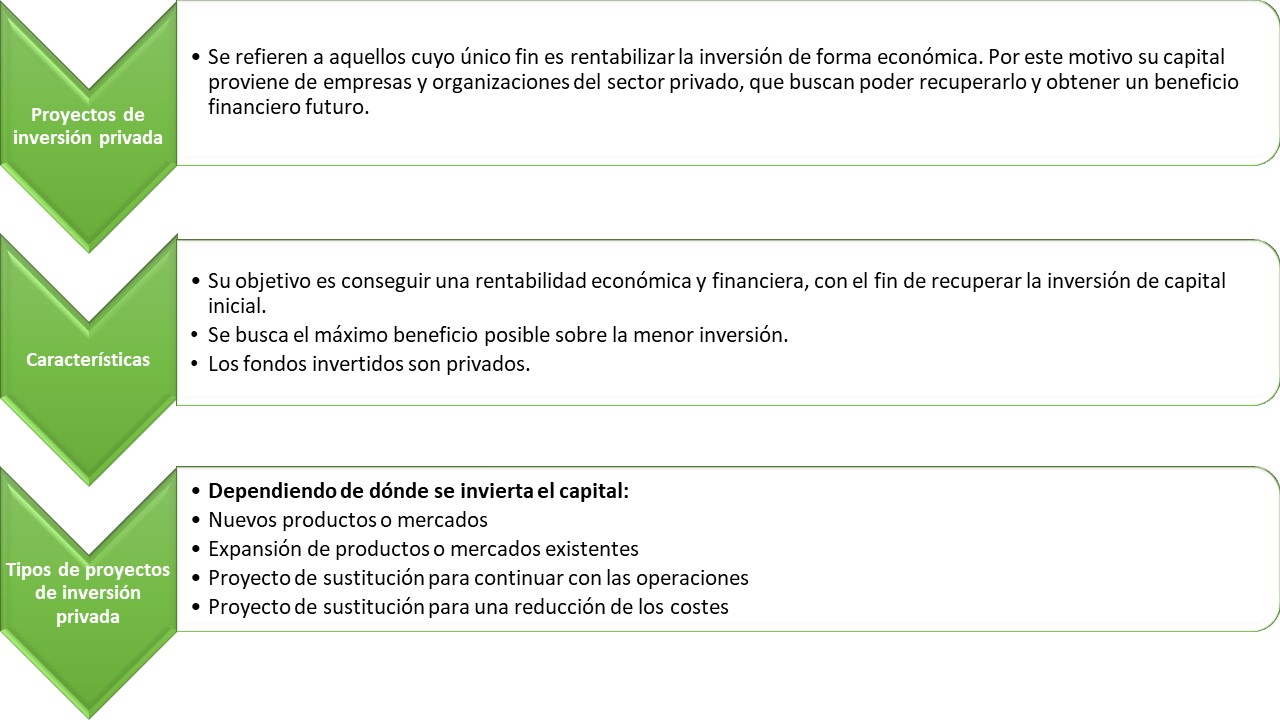 Proyectos de
inversión privada
• Se refieren a aquellos cuyo único fin es rentabilizar la inversión de forma económica. Por este motivo su capital
proviene de empresas y organizaciones del sector privado, que buscan poder recuperarlo y obtener un beneficio
financiero futuro.
Características
• Su objetivo es conseguir una rentabilidad económica y financiera, con el fin de recuperar la inversión de capital
inicial.
• Se busca el máximo beneficio posible sobre la menor inversión.
• Los fondos invertidos son privados.
Tipos de proyectos
de inversión
privada
• Dependiendo de dónde se invierta el capital:
• Nuevos productos o mercados
• Expansión de productos o mercados existentes
• Proyecto de sustitución para continuar con las operaciones
• Proyecto de sustitución para una reducción de los costes